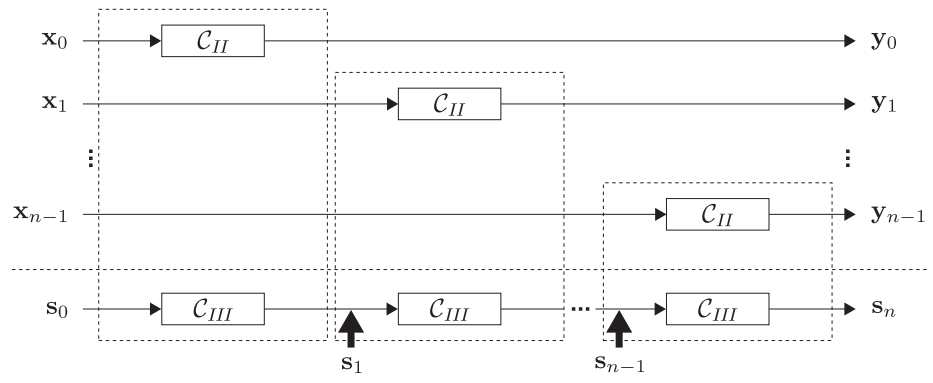 x₀ 𝒞_II y₀
x₁ 𝒞_II y₁
⋮ ⋮
xₙ₋₁ 𝒞_II yₙ₋₁
s₀ 𝒞_III 𝒞_III ... 𝒞_III sₙ
s₁ sₙ₋₁